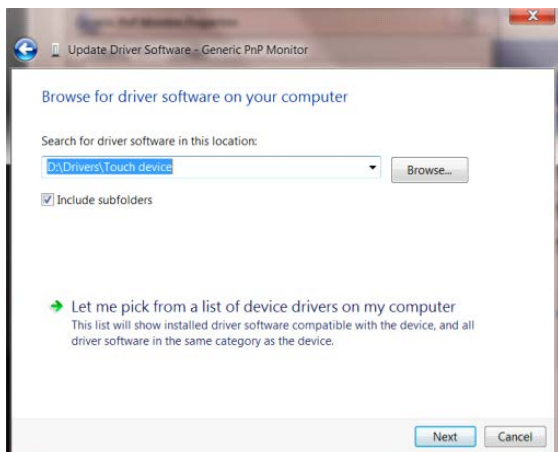 Update Driver Software - Generic PnP Monitor
Browse for driver software on your computer
Search for driver software in this location:
D:\Drivers\Touch device
Browse...
Include subfolders
Let me pick from a list of device drivers on my computer
This list will show installed driver software compatible with the device, and all
driver software in the same category as the device.
Next
Cancel